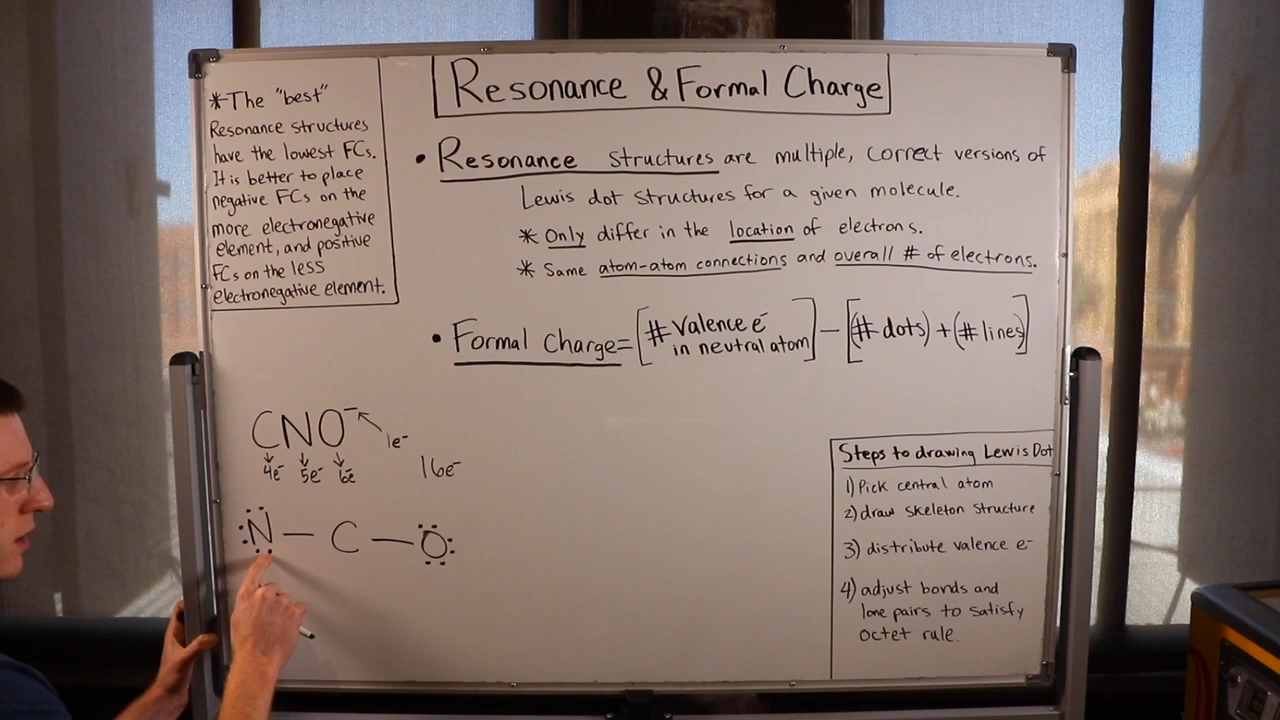 Resonance & Formal Charge
*The "best"
Resonance structures
have the lowest FCs.
It is better to place
negative FCs on the
more electronegative
element, and positive
FCs on the less
electronegative element.
• Resonance structures are multiple, correct versions of
Lewis dot structures for a given molecule.
* Only differ in the location of electrons.
* Same atom-atom connections and overall # of electrons.
• Formal Charge = [# Valence e⁻ in neutral atom] − [(# dots) + (# lines)]
CNO⁻
1e⁻
4e⁻ 5e⁻ 6e⁻
16e⁻
N — C — O
Steps to drawing Lewis Dot
1) Pick central atom
2) draw skeleton structure
3) distribute valence e⁻
4) adjust bonds and
lone pairs to satisfy
octet rule.